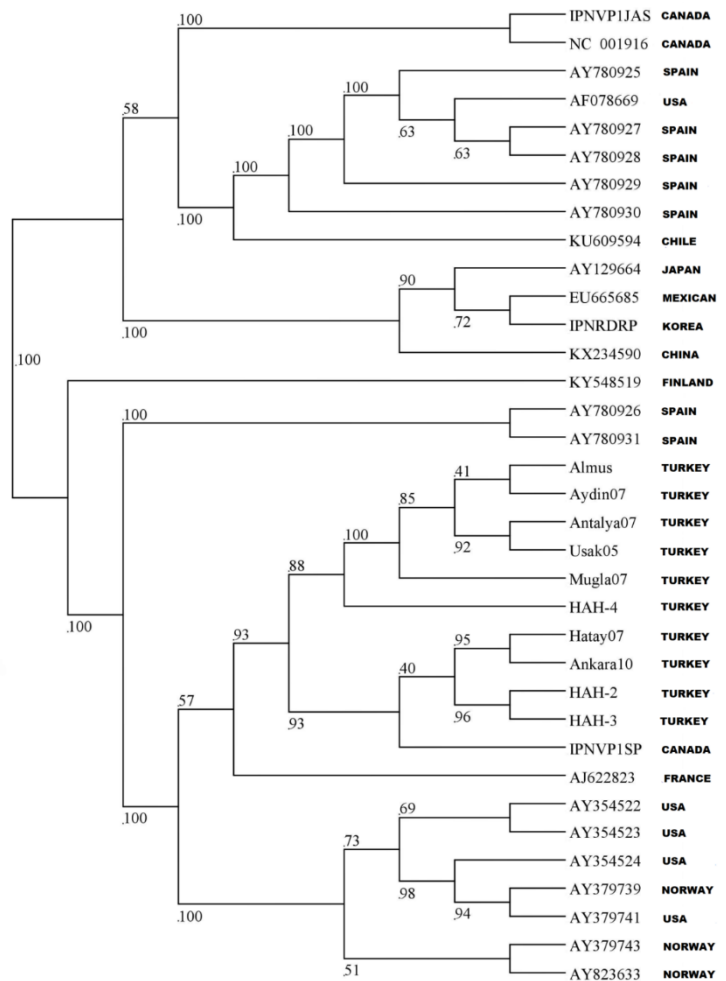 .100
IPNVP1JAS CANADA
NC 001916 CANADA
AY780925 SPAIN
.100
AF078669 USA
.58
.63
AY780927 SPAIN
.100
.63
AY780928 SPAIN
.100
AY780929 SPAIN
.100
AY780930 SPAIN
KU609594 CHILE
AY129664 JAPAN
.90
EU665685 MEXICAN
.72
IPNRDRP KOREA
.100
KX234590 CHINA
.100
KY548519 FINLAND
.100
AY780926 SPAIN
AY780931 SPAIN
.41
Almus TURKEY
.85
Aydin07 TURKEY
Antalya07 TURKEY
.100
.92
Usak05 TURKEY
.88
Mugla07 TURKEY
HAH-4 TURKEY
.100
.93
.95
Hatay07 TURKEY
.40
Ankara10 TURKEY
.57
HAH-2 TURKEY
.93
.96
HAH-3 TURKEY
IPNVP1SP CANADA
AJ622823 FRANCE
.69
AY354522 USA
.100
.73
AY354523 USA
AY354524 USA
.98
AY379739 NORWAY
.100
.94
AY379741 USA
AY379743 NORWAY
.51
AY823633 NORWAY